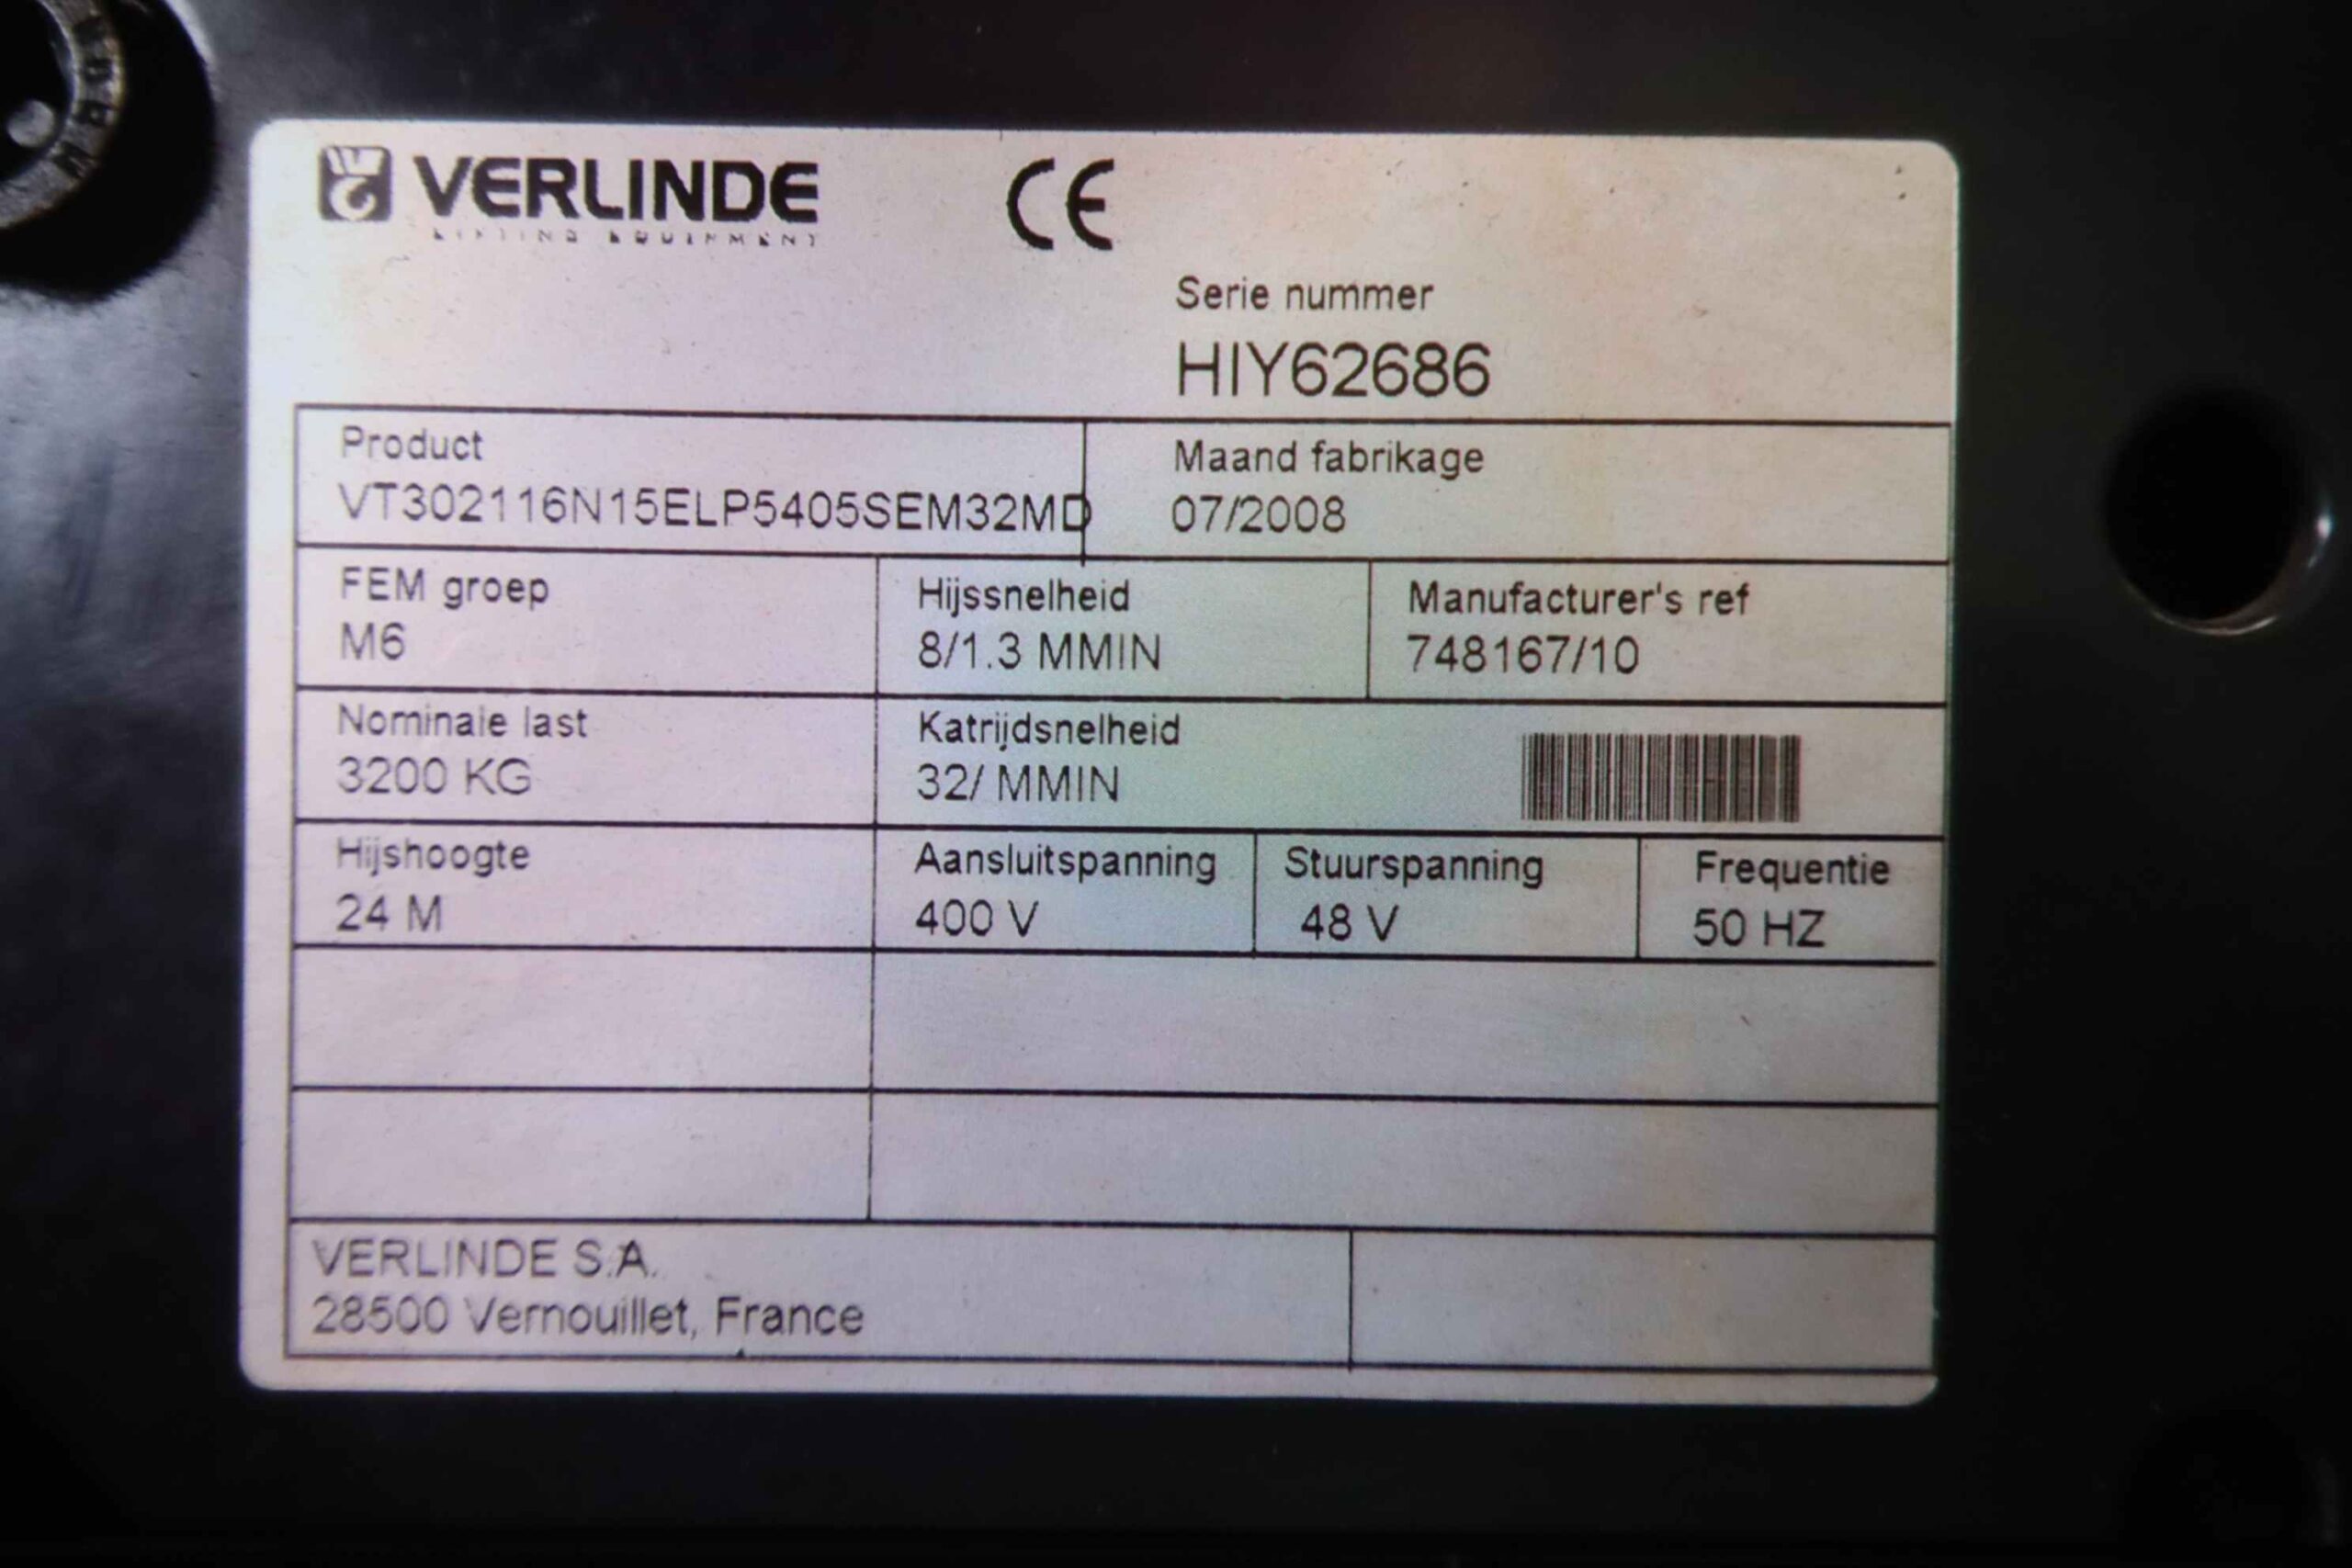 VERLINDE
LIFTING EQUIPMENT
CE
Serie nummer
HIY62686
Product
VT302116N15ELP5405SEM32MD
Maand fabrikage
07/2008
FEM groep
M6
Hijssnelheid
8/1.3 MMIN
Manufacturer's ref
748167/10
Nominale last
3200 KG
Katrijdsnelheid
32/ MMIN
Hijshoogte
24 M
Aansluitspanning
400 V
Stuurspanning
48 V
Frequentie
50 HZ
VERLINDE S.A.
28500 Vernouillet, France